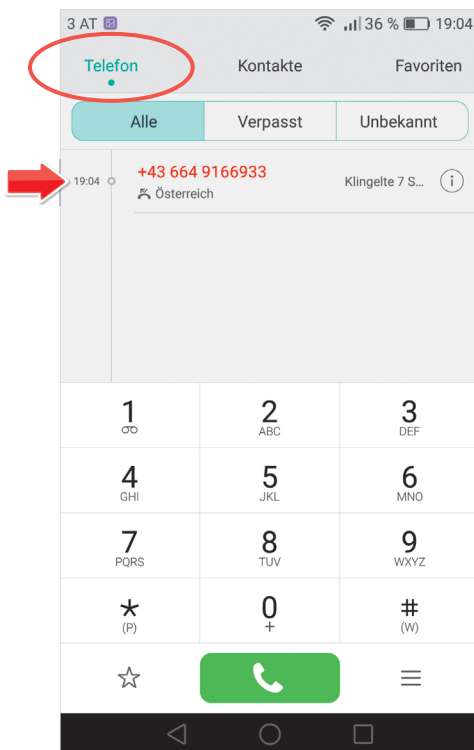 3 AT 36 % 19:04
Telefon Kontakte Favoriten
Alle Verpasst Unbekannt
19:04 +43 664 9166933 Klingelte 7 S... i
Österreich
1 2 3
ABC DEF
4 5 6
GHI JKL MNO
7 8 9
PQRS TUV WXYZ
* 0 #
(P) + (W)